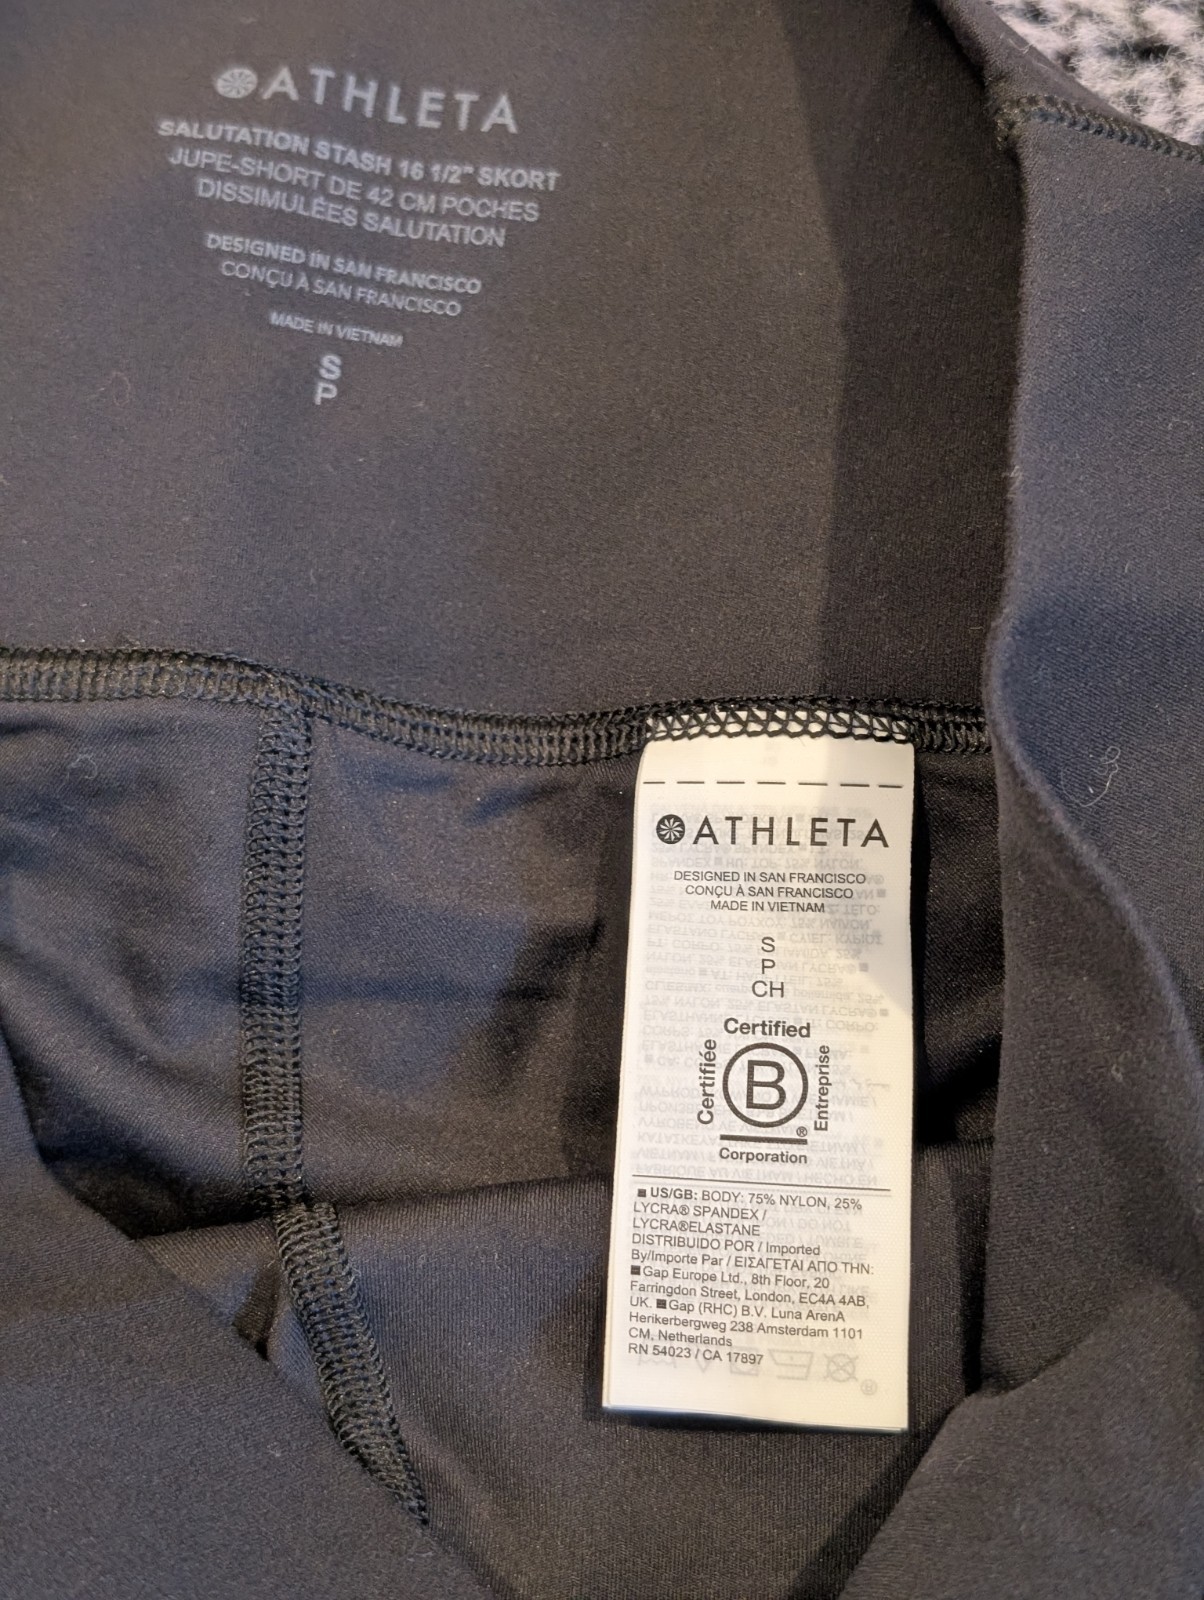 ATHLETA
SALUTATION STASH 16 1/2" SKORT
JUPE-SHORT DE 42 CM POCHES
DISSIMULÉES SALUTATION
DESIGNED IN SAN FRANCISCO
CONÇU À SAN FRANCISCO
MADE IN VIETNAM
S
P
ATHLETA
DESIGNED IN SAN FRANCISCO
CONÇU À SAN FRANCISCO
MADE IN VIETNAM
S
P
CH
Certified
Certifiée
B
Entreprise
®
Corporation
■ US/GB: BODY: 75% NYLON, 25%
LYCRA® SPANDEX /
LYCRA®ELASTANE
DISTRIBUIDO POR / Imported
By/Importe Par / ΕΙΣΑΓΕΤΑΙ ΑΠΟ ΤΗΝ:
■ Gap Europe Ltd., 8th Floor, 20
Farringdon Street, London, EC4A 4AB,
UK. ■ Gap (RHC) B.V. Luna ArenA
Herikerbergweg 238 Amsterdam 1101
CM, Netherlands
RN 54023 / CA 17897